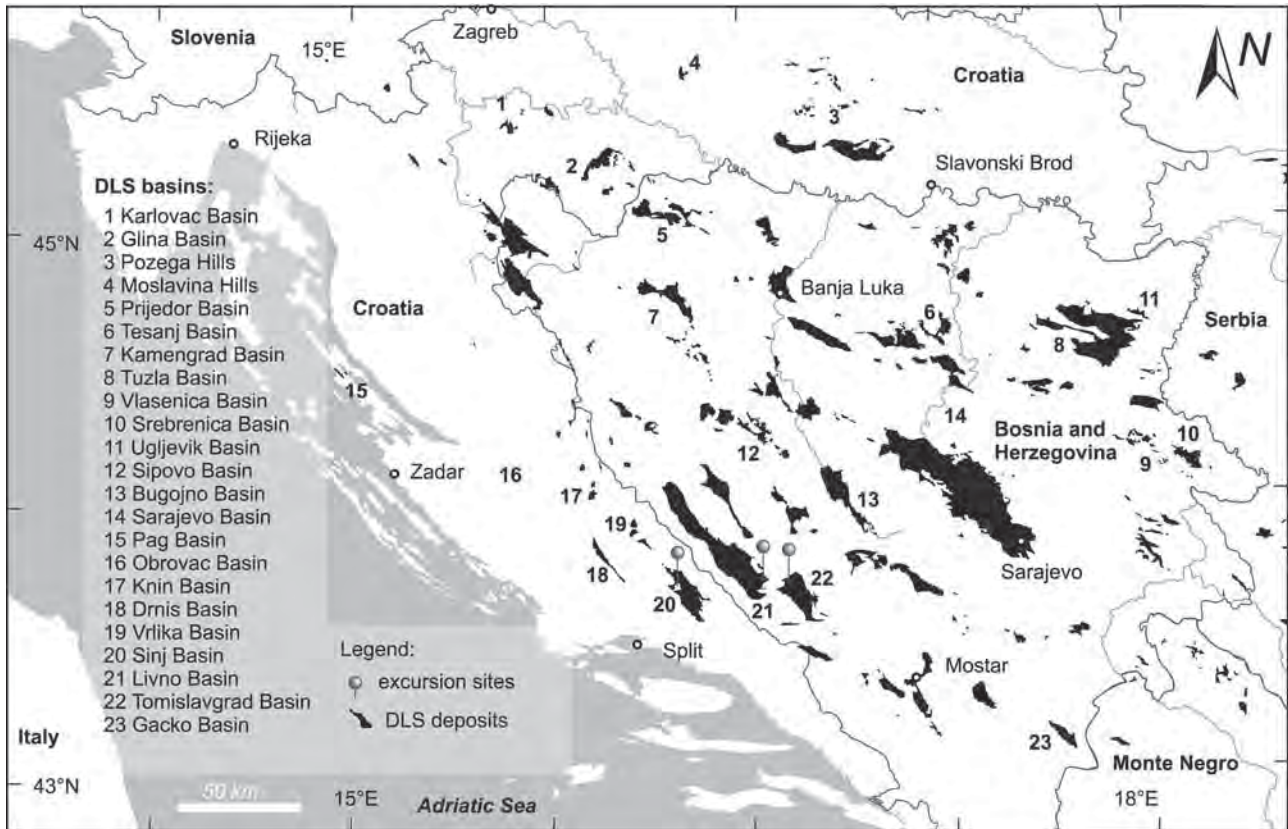 Slovenia
15°E
Zagreb
4
Croatia
N
1
3
Rijeka
2
Slavonski Brod
DLS basins:
1 Karlovac Basin
2 Glina Basin
3 Pozega Hills
4 Moslavina Hills
5 Prijedor Basin
6 Tesanj Basin
7 Kamengrad Basin
8 Tuzla Basin
9 Vlasenica Basin
10 Srebrenica Basin
11 Ugljevik Basin
12 Sipovo Basin
13 Bugojno Basin
14 Sarajevo Basin
15 Pag Basin
16 Obrovac Basin
17 Knin Basin
18 Drnis Basin
19 Vrlika Basin
20 Sinj Basin
21 Livno Basin
22 Tomislavgrad Basin
23 Gacko Basin
45°N
5
Croatia
Banja Luka
7
6
11
8
Serbia
15
14
Bosnia and
Herzegovina
10
9
12
Zadar
16
17
13
19
18
Sarajevo
20
21
22
Split
Legend:
excursion sites
DLS deposits
Mostar
23
Italy
Monte Negro
43°N
50 km
15°E
Adriatic Sea
18°E